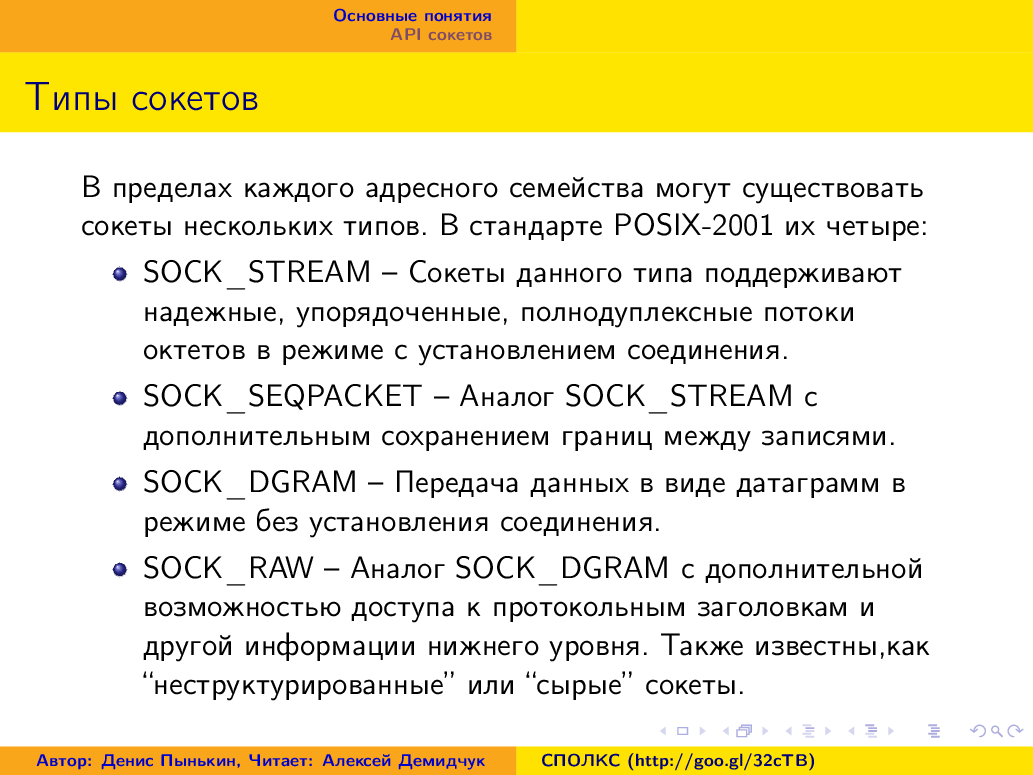 Основные понятия
API сокетов
Типы сокетов
В пределах каждого адресного семейства могут существовать
сокеты нескольких типов. В стандарте POSIX-2001 их четыре:
SOCK_STREAM – Сокеты данного типа поддерживают
надежные, упорядоченные, полнодуплексные потоки
октетов в режиме с установлением соединения.
SOCK_SEQPACKET – Аналог SOCK_STREAM с
дополнительным сохранением границ между записями.
SOCK_DGRAM – Передача данных в виде датаграмм в
режиме без установления соединения.
SOCK_RAW – Аналог SOCK_DGRAM с дополнительной
возможностью доступа к протокольным заголовкам и
другой информации нижнего уровня. Также известны,как
“неструктурированные” или “сырые” сокеты.
Автор: Денис Пынькин, Читает: Алексей Демидчук
СПОЛКС (http://goo.gl/32cTB)